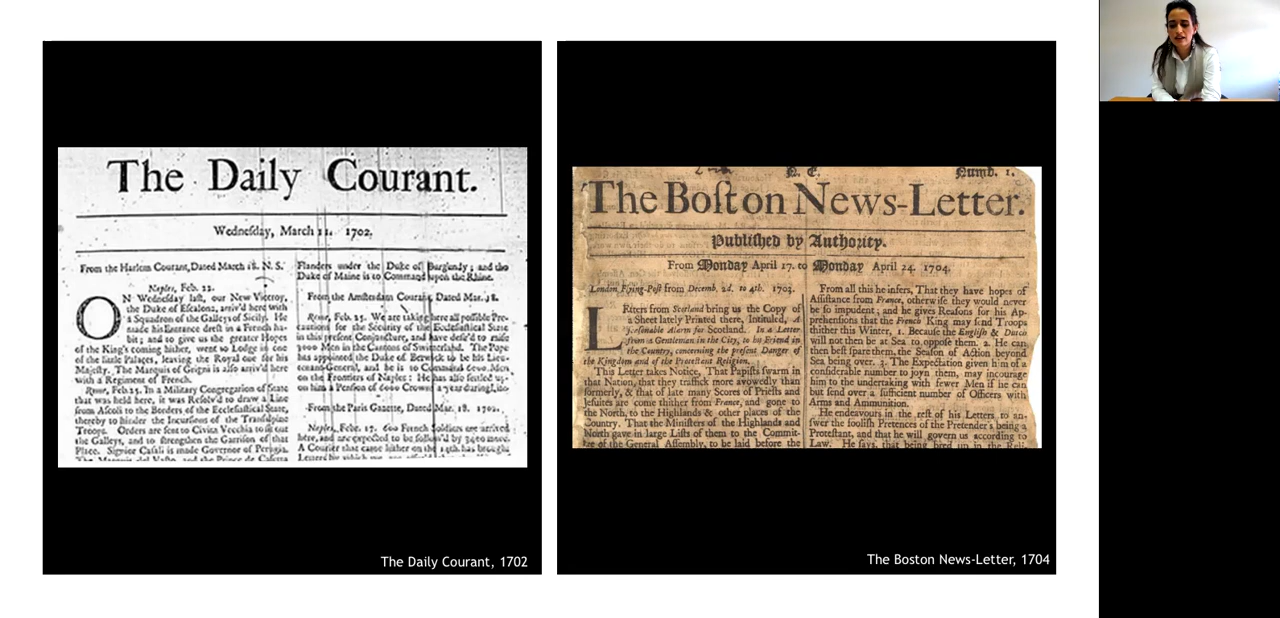 The Daily Courant.
Wednesday, March 11. 1702.
From the Harlem Courant, Dated March 18. N. S.
Naples, Feb. 22.
ON Wednesday laſt, our New Viceroy,
the Duke of Eſcalona, arriv'd here with
a Squadron of the Galleys of Sicily. He
made his Entrance dreſt in a French ha-
bit; and to give us the greater Hopes
of the King's coming hither, went to Lodge in one
of the little Palaces, leaving the Royal one for his
Majeſty. The Marquis of Grigni is alſo arriv'd here
with a Regiment of French.
Rome, Feb. 25. In a Military Congregation of State
that was held here, it was Reſolv'd to draw a Line
from Aſcoli to the Borders of the Eccleſiaſtical State,
thereby to hinder the Incurſions of the Tranſalpine
Troops. Orders are ſent to Civita Vecchia to fit out
the Galleys, and to ſtrengthen the Garriſon of that
Place. Signior Caſali is made Governor of Perugia.
The Marquis del Vaſto, and the Prince de Caſerta
Flanders under the Duke of Burgundy; and the
Duke of Maine is to Command upon the Rhine.
From the Amſterdam Courant, Dated Mar. 18.
Rome, Feb. 25. We are taking here all poſſible Pre-
cautions for the Security of the Eccleſiaſtical State
in this preſent Conjuncture, and have deſir'd to raiſe
3000 Men in the Cantons of Switzerland. The Pope
has appointed the Duke of Berwick to be his Lieu-
tenant-General, and he is to Command 6000 Men
on the Frontiers of Naples: He has alſo ſettled up-
on him a Penſion of 6000 Crowns a year during
From the Paris Gazette, Dated Mar. 18. 1702.
Naples, Febr. 17. 600 French Soldiers are arrived
here, and are expected to be follow'd by 3400 more.
A Courier that came hither on the 14th. has brought
Letters by which we are
The Daily Courant, 1702
N. E. Numb. 1.
The Boſton News-Letter.
Publiſhed by Authority.
From Monday April 17. to Monday April 24. 1704.
London Flying-Poſt from Decemb. 2d. to 4th. 1703.
LEtters from Scotland bring us the Copy of
a Sheet lately Printed there, Intituled, A
ſeaſonable Alarm for Scotland. In a Letter
from a Gentleman in the City, to his Friend in
the Country, concerning the preſent Danger of
the Kingdom and of the Proteſtant Religion.
This Letter takes Notice, That Papiſts ſwarm in
that Nation, that they traffick more avowedly than
formerly, & that of late many Scores of Prieſts and
Jeſuites are come thither from France, and gone to
the North, to the Highlands & other places of the
Country. That the Miniſters of the Highlands and
North gave in large Liſts of them to the Commit-
tee of the General Aſſembly, to be laid before the
From all this he infers, That they have hopes of
Aſſiſtance from France, otherwiſe they would never
be ſo impudent; and he gives Reaſons for his Ap-
prehenſions that the French King may ſend Troops
thither this Winter, 1. Becauſe the Engliſh & Dutch
will not then be at Sea to oppoſe them. 2. He can
then beſt ſpare them, the Seaſon of Action beyond
Sea being over. 3. The Expectation given him of a
conſiderable number to joyn them, may incourage
him to the undertaking with fewer Men if he can
but ſend over a ſufficient number of Officers with
Arms and Ammunition.
He endeavours in the reſt of his Letters to an-
ſwer the fooliſh Pretences of the Pretender's being a
Proteſtant, and that he will govern us according to
Law. He ſays, that being bred up in the Reli-
The Boston News-Letter, 1704